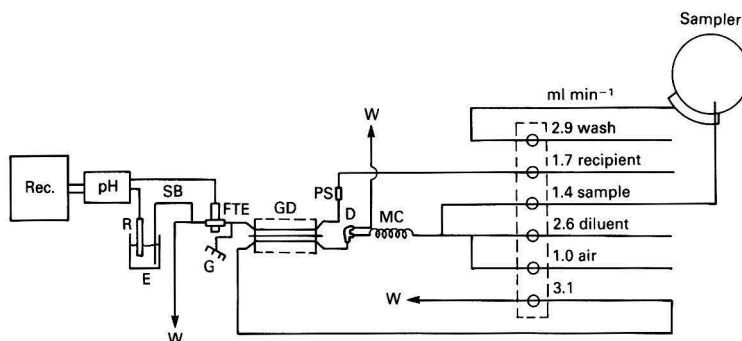 Sampler
ml min⁻¹
W
2.9 wash
1.7 recipient
PS
1.4 sample
Rec.
pH
SB
FTE
GD
D
MC
R
2.6 diluent
G
1.0 air
E
W
3.1
W